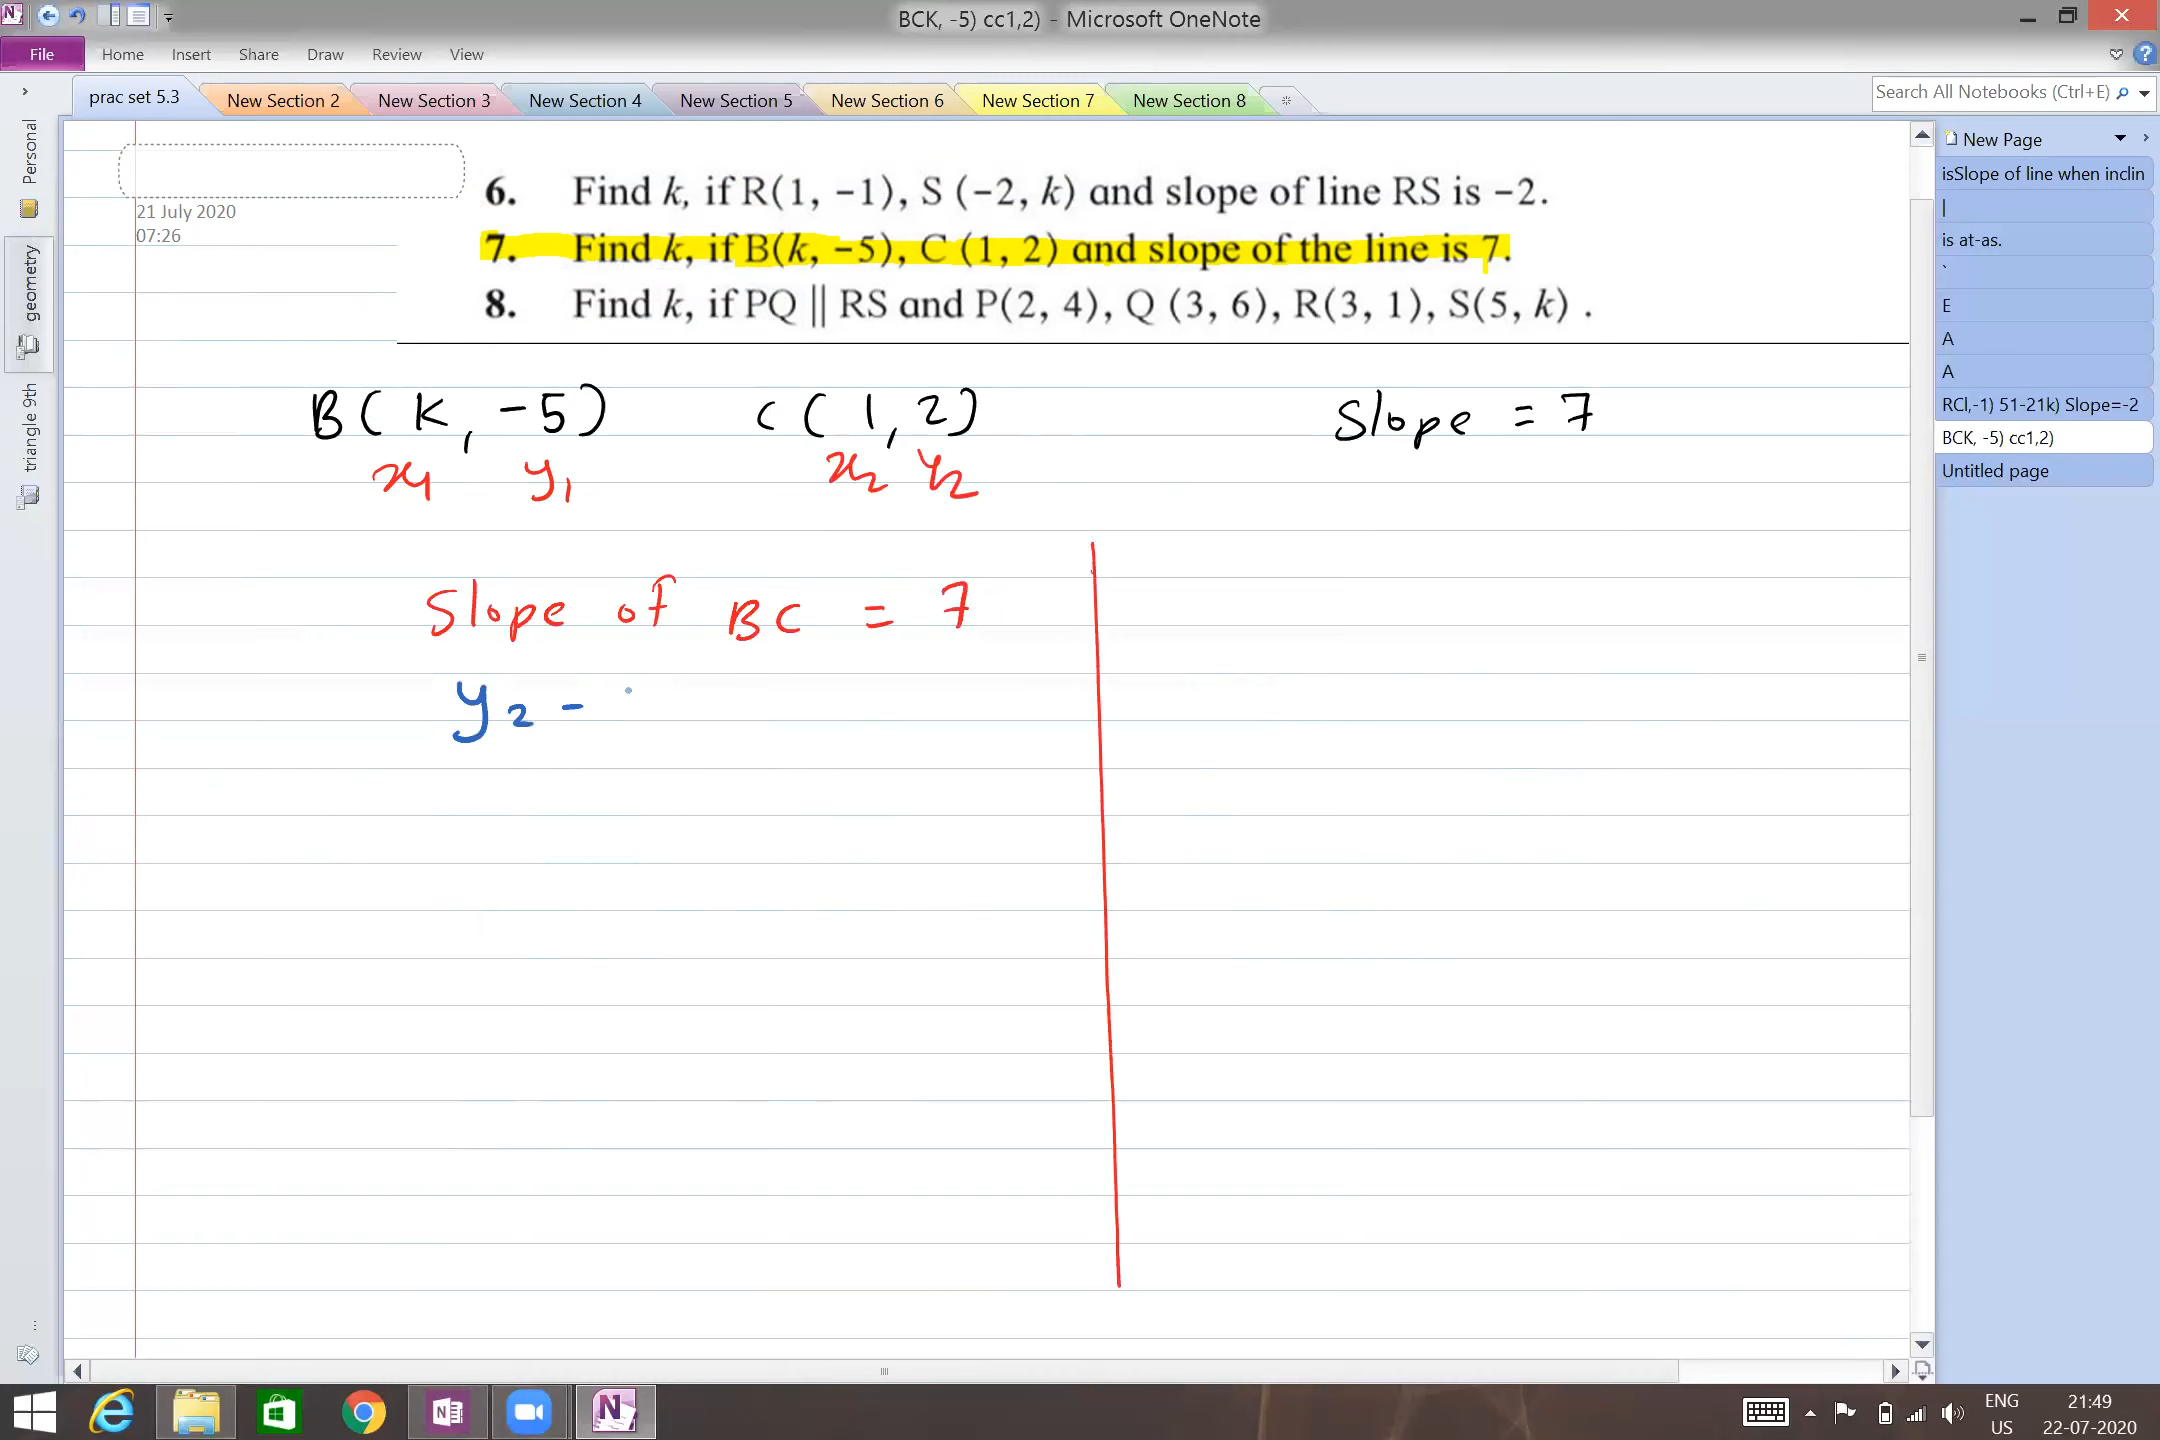 BCK, -5) cc1,2) - Microsoft OneNote
File Home Insert Share Draw Review View
prac set 5.3 New Section 2 New Section 3 New Section 4 New Section 5 New Section 6 New Section 7 New Section 8
Search All Notebooks (Ctrl+E)
Personal
geometry
triangle 9th
21 July 2020
07:26
6. Find k, if R(1, −1), S (−2, k) and slope of line RS is −2.
7. Find k, if B(k, −5), C (1, 2) and slope of the line is 7.
8. Find k, if PQ || RS and P(2, 4), Q (3, 6), R(3, 1), S(5, k) .
B(K, -5) C(1, 2) Slope = 7
x1 y1 x2 y2
Slope of BC = 7
y2 -
New Page
isSlope of line when inclin
|
is at-as.
`
E
A
A
RCl,-1) 51-21k) Slope=-2
BCK, -5) cc1,2)
Untitled page
ENG
US
21:49
22-07-2020